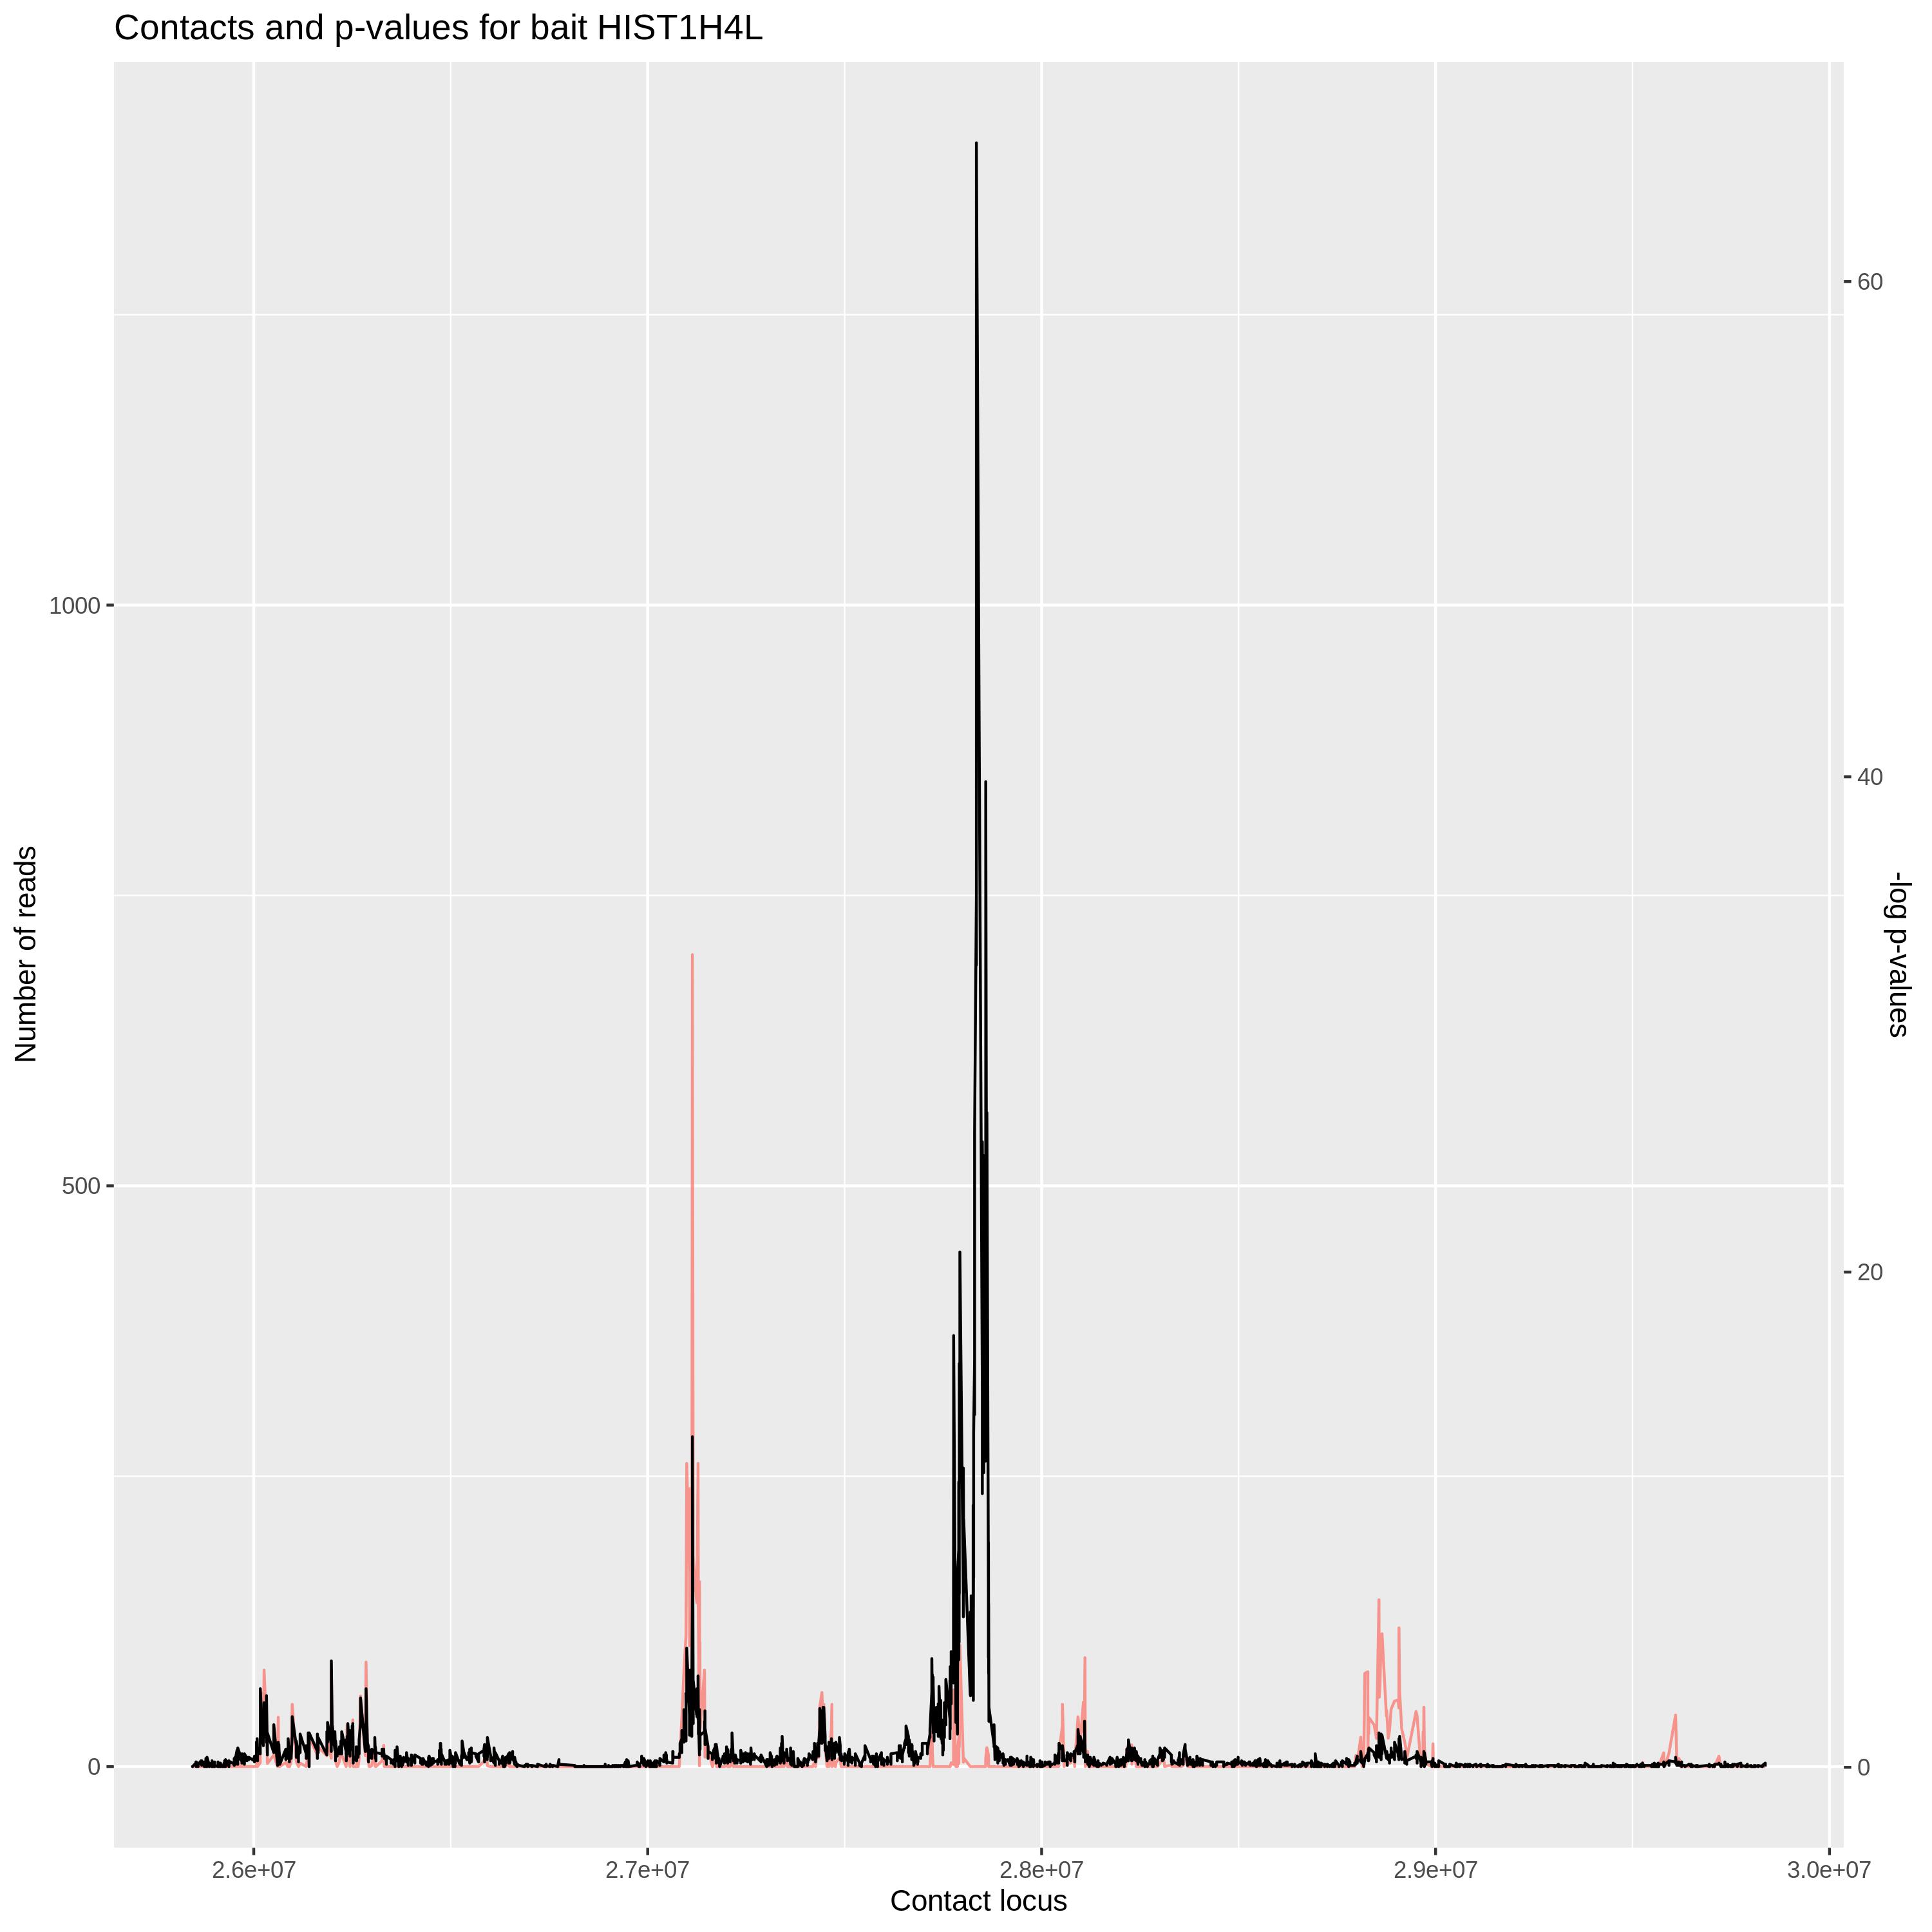 Contacts and p-values for bait HIST1H4L
Number of reads
1000
500
0
60
40
20
0
-log p-values
2.6e+07
2.7e+07
2.8e+07
2.9e+07
3.0e+07
Contact locus